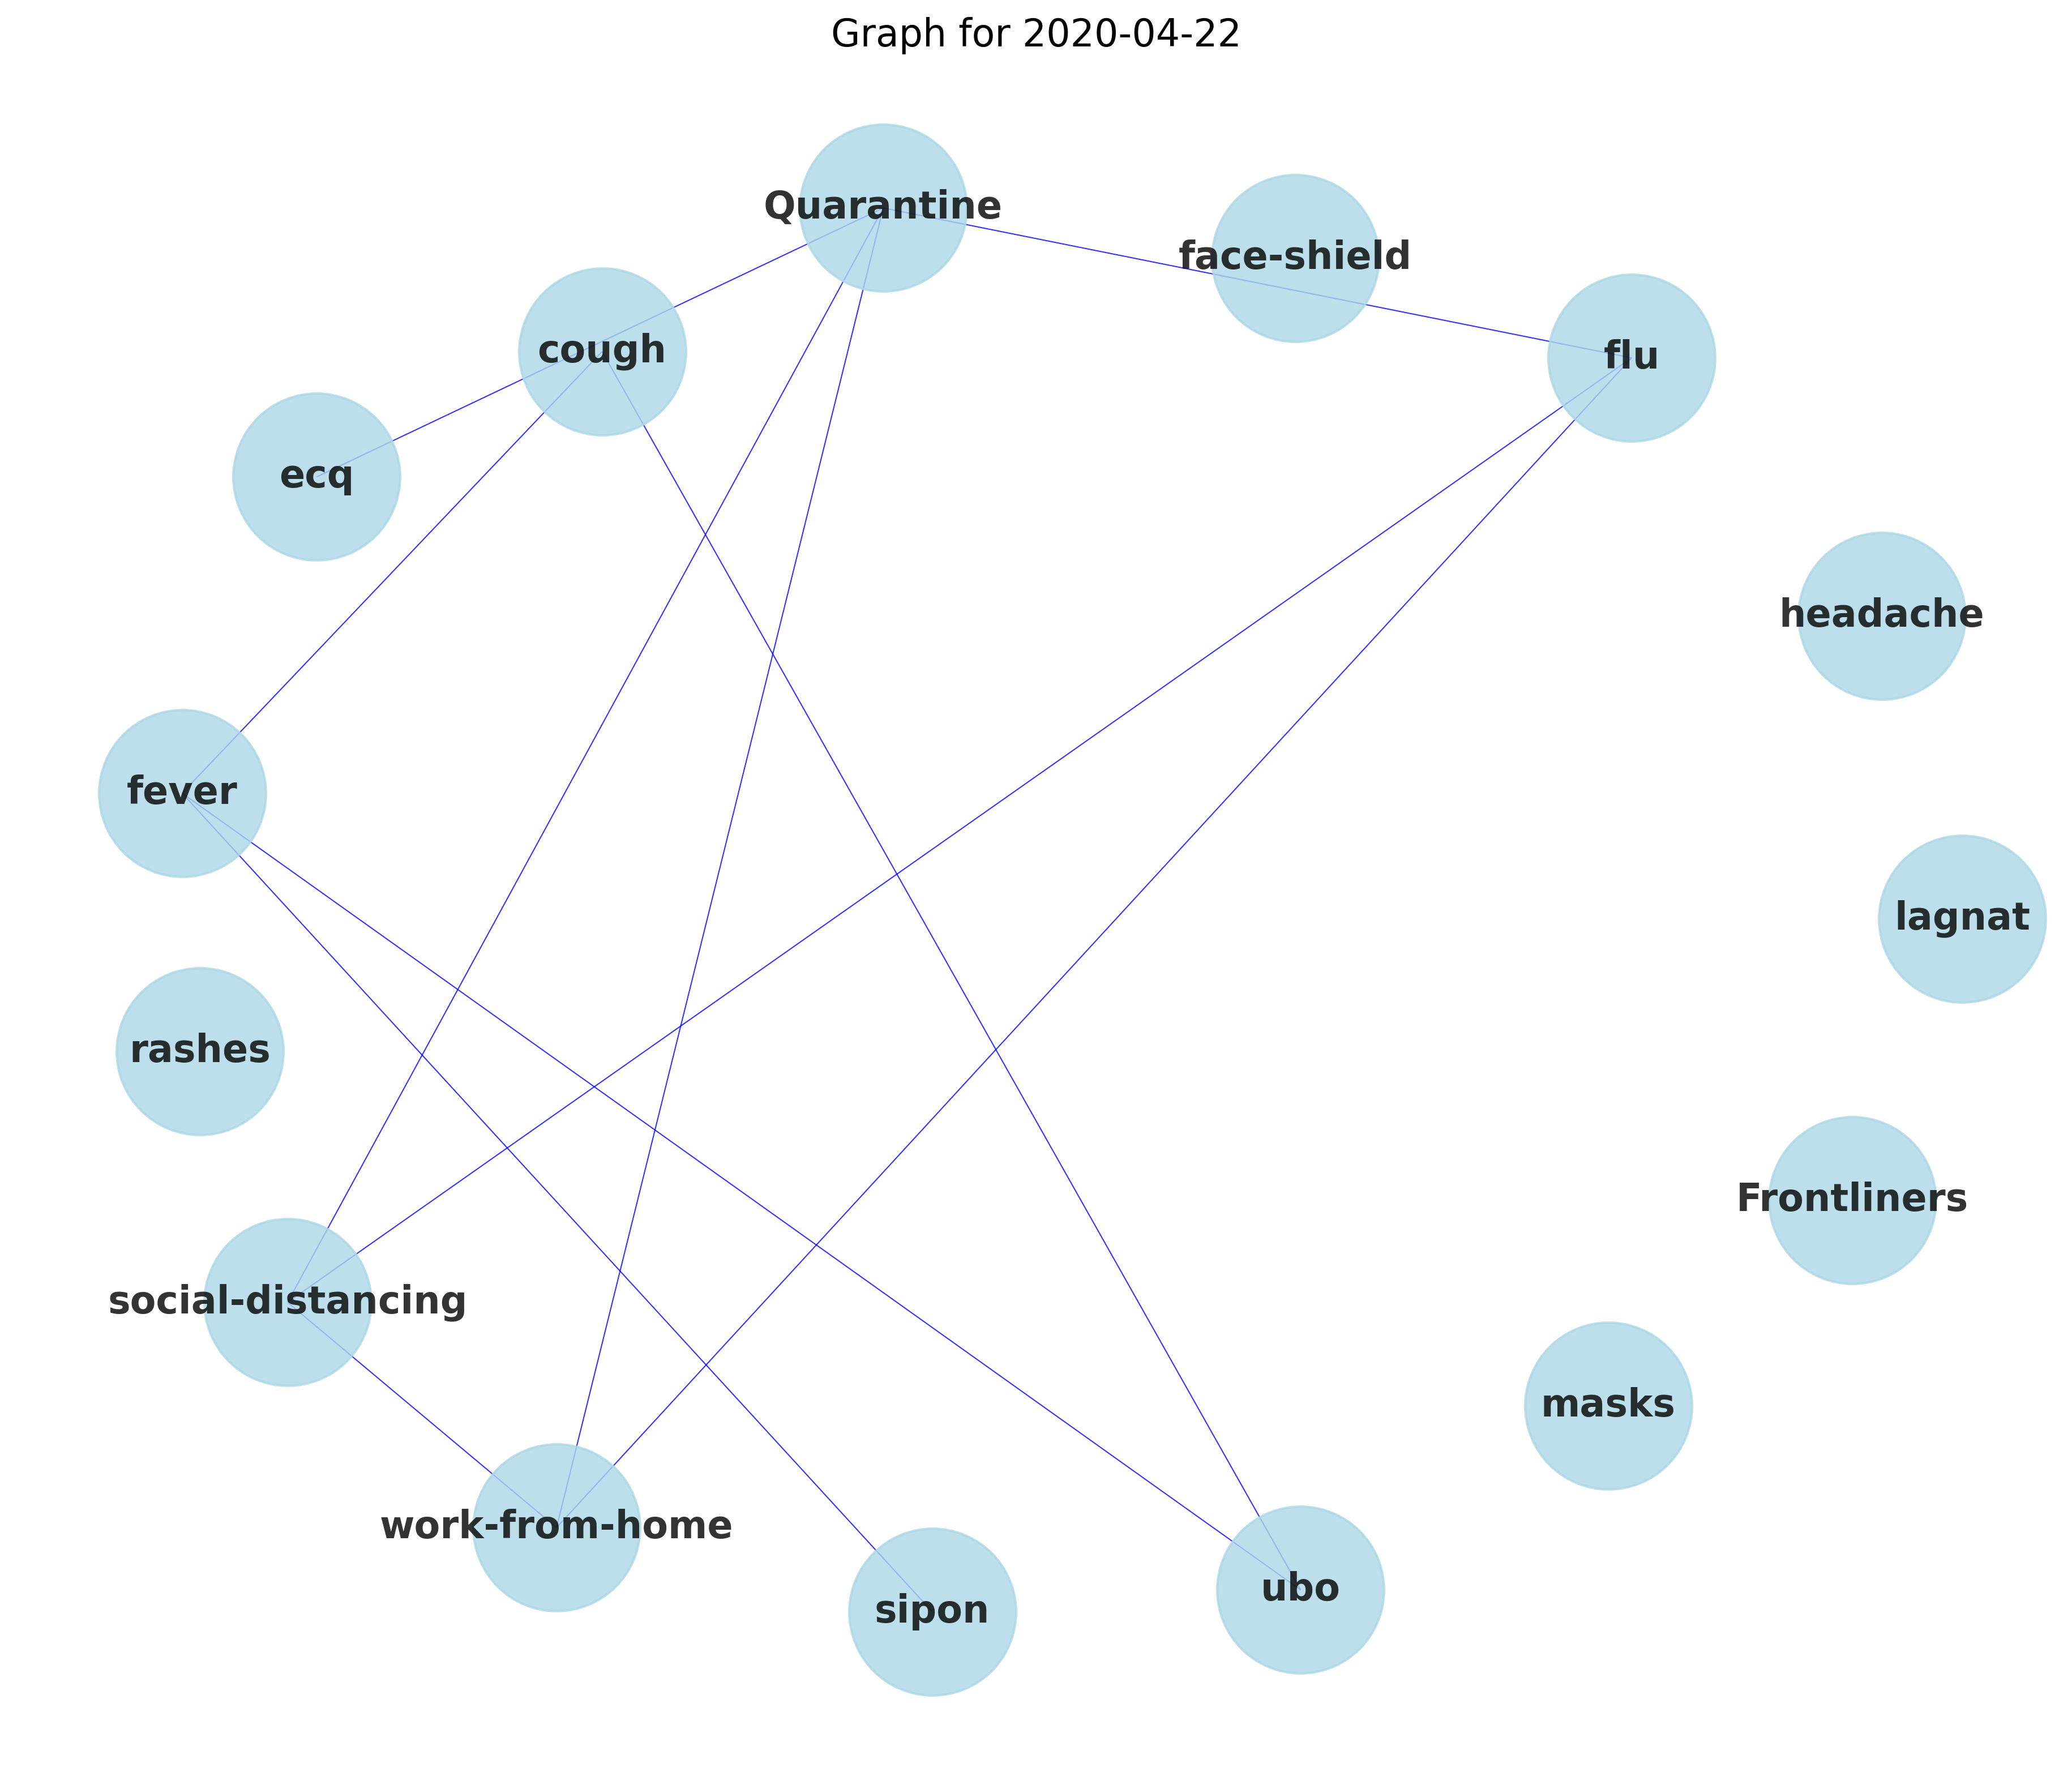 Graph for 2020-04-22
Quarantine
face-shield
cough
flu
ecq
headache
fever
lagnat
rashes
Frontliners
social-distancing
masks
work-from-home
ubo
sipon